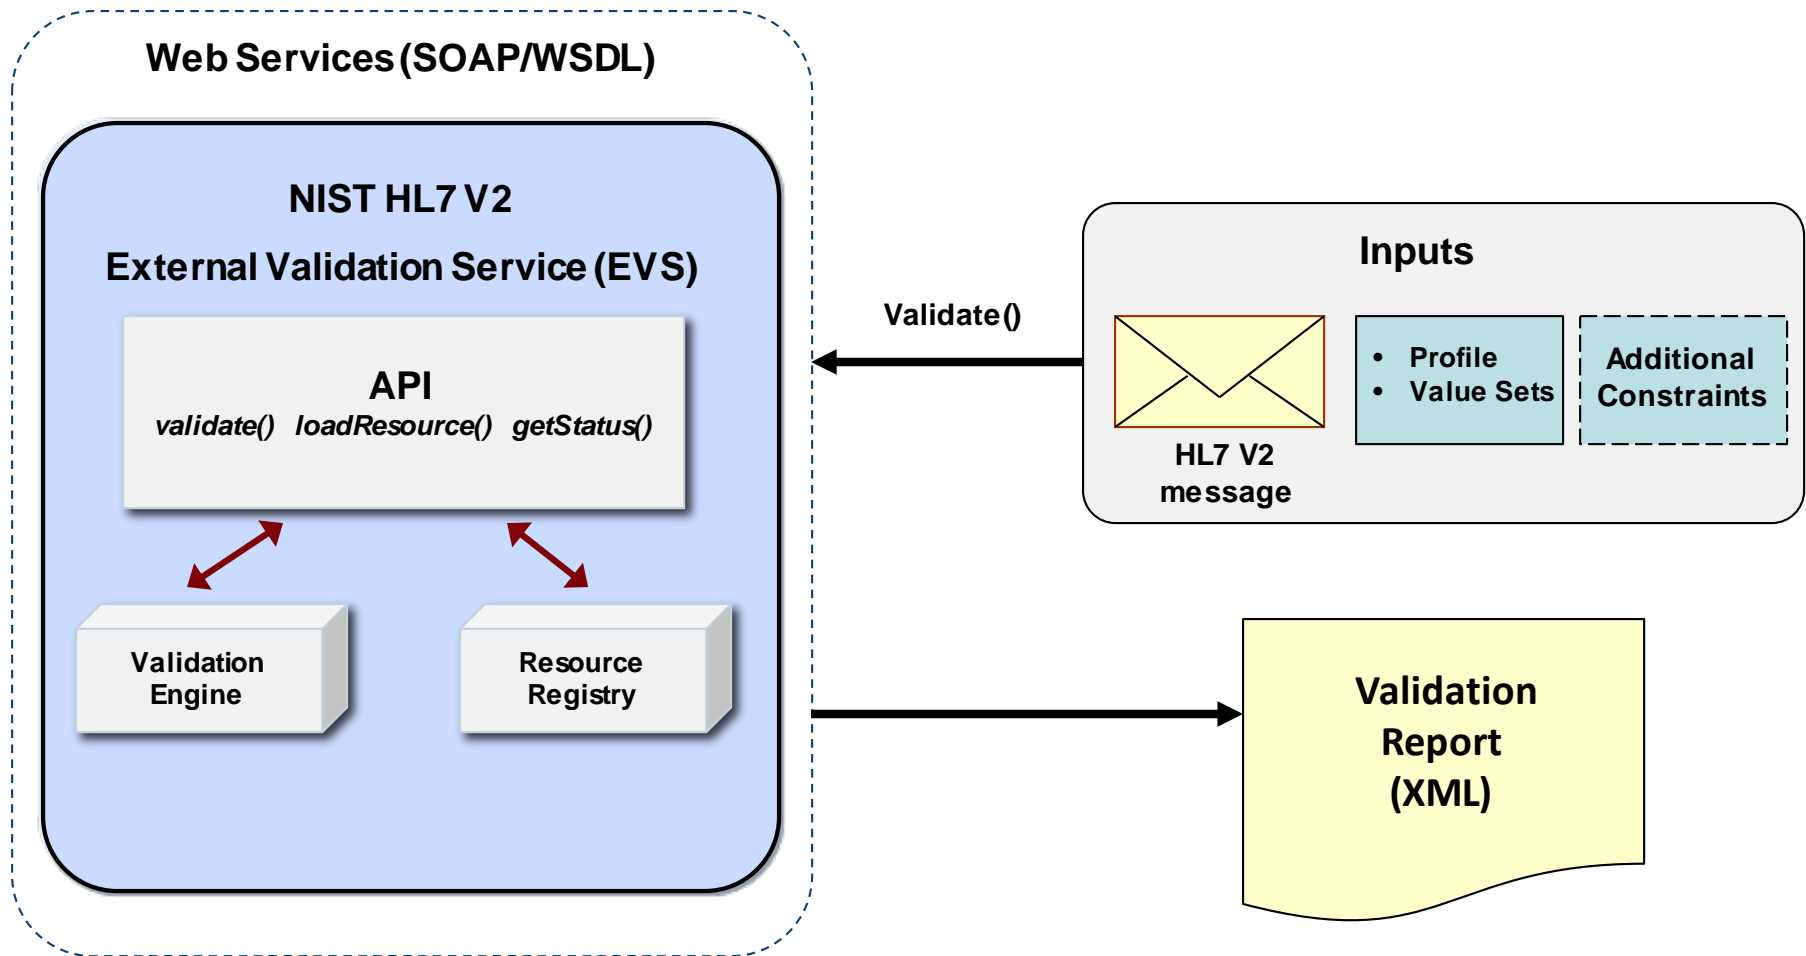 Web Services (SOAP/WSDL)
NIST HL7 V2
External Validation Service (EVS)
API
validate() loadResource() getStatus()
Validation
Engine
Resource
Registry
Validate()
Inputs
HL7 V2
message
• Profile
• Value Sets
Additional
Constraints
Validation
Report
(XML)